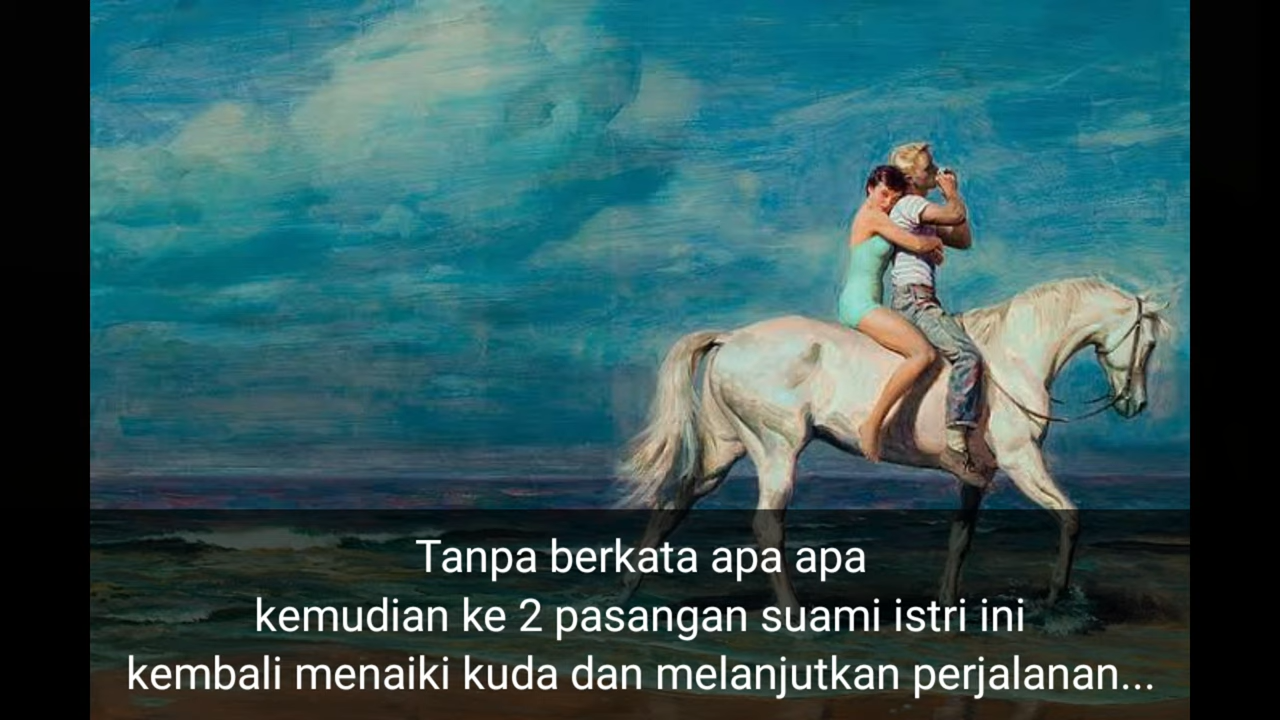 Tanpa berkata apa apa
kemudian ke 2 pasangan suami istri ini
kembali menaiki kuda dan melanjutkan perjalanan...